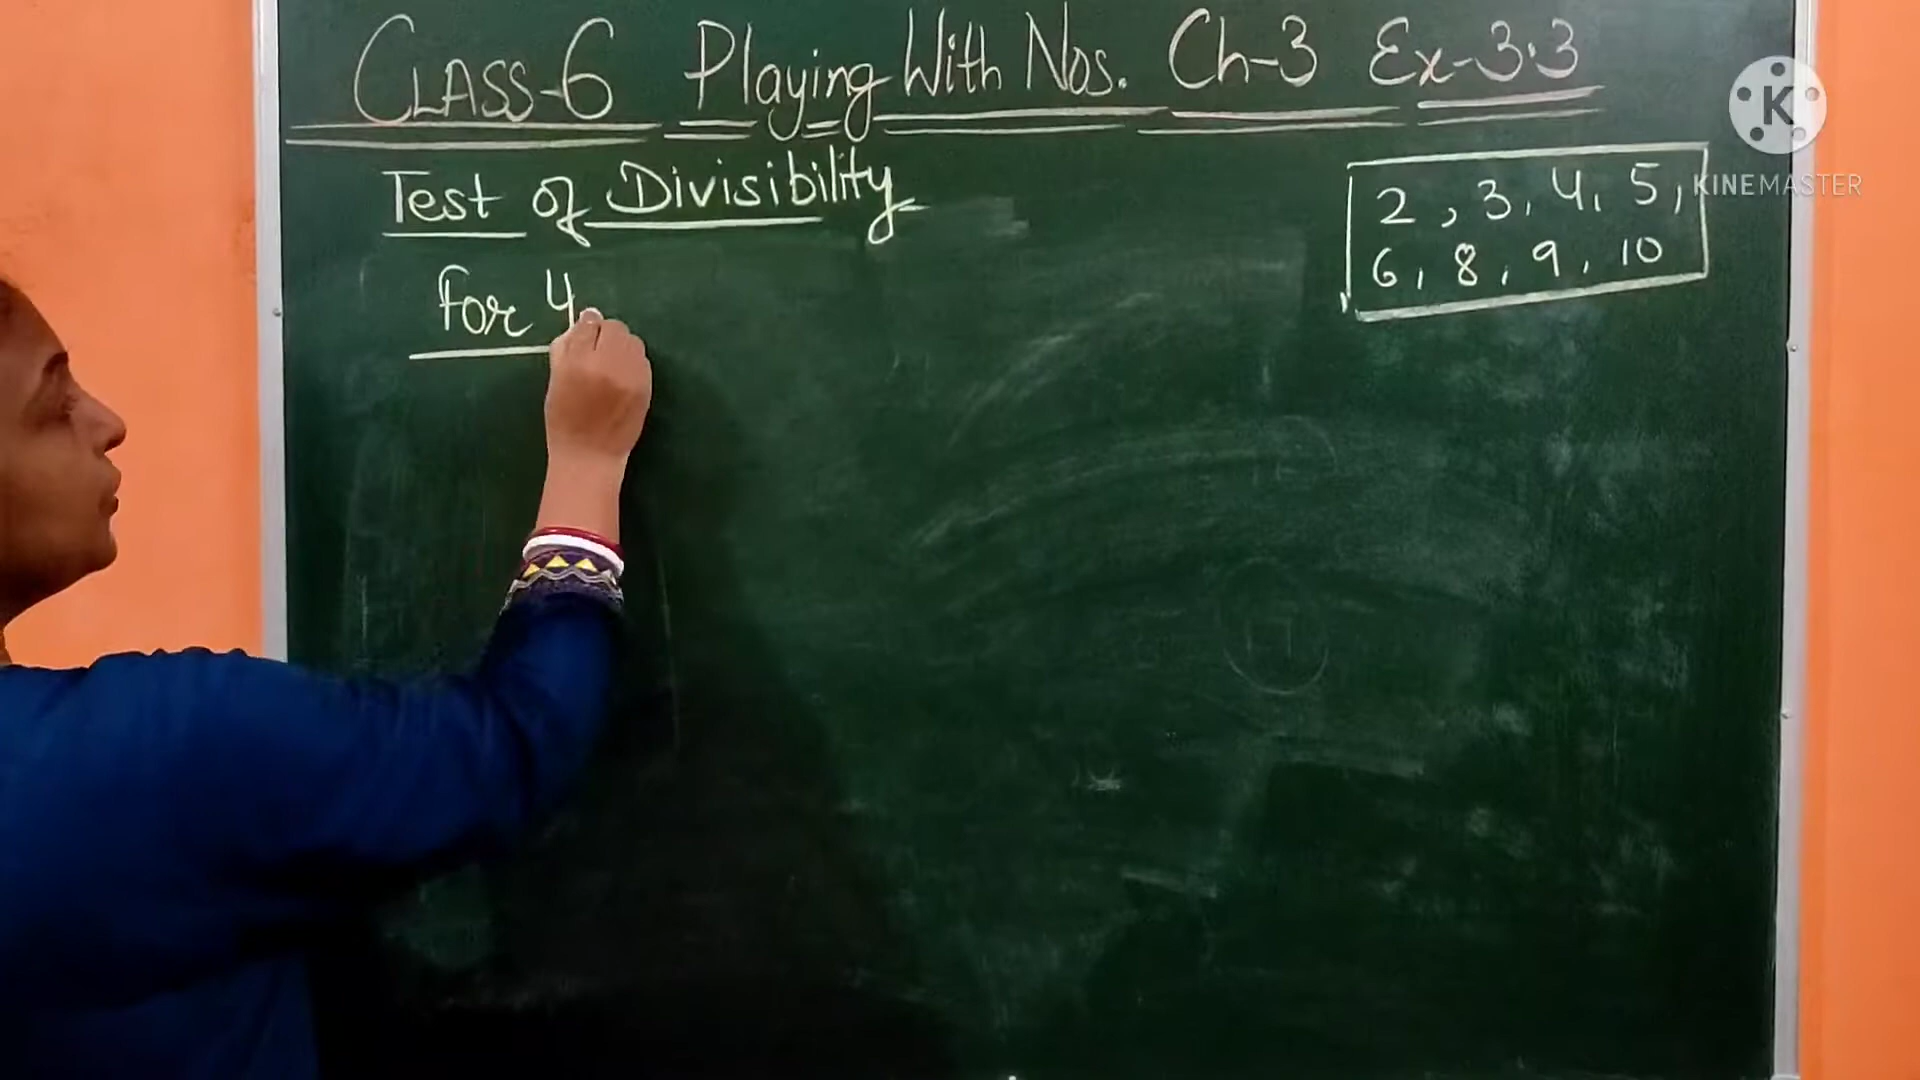 CLASS-6 Playing With Nos. Ch-3 Ex-3.3
Test of Divisibility
2, 3, 4, 5,
6, 8, 9, 10
for 4
K
KINEMASTER